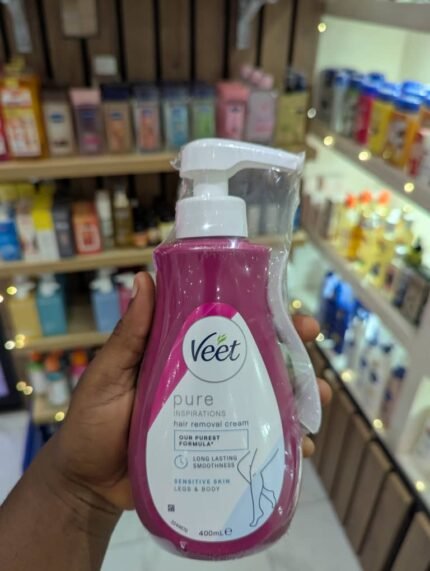 Veet
pure
INSPIRATIONS
hair removal cream
OUR PUREST
FORMULA*
LONG LASTING
SMOOTHNESS
SENSITIVE SKIN
LEGS & BODY
400mL℮